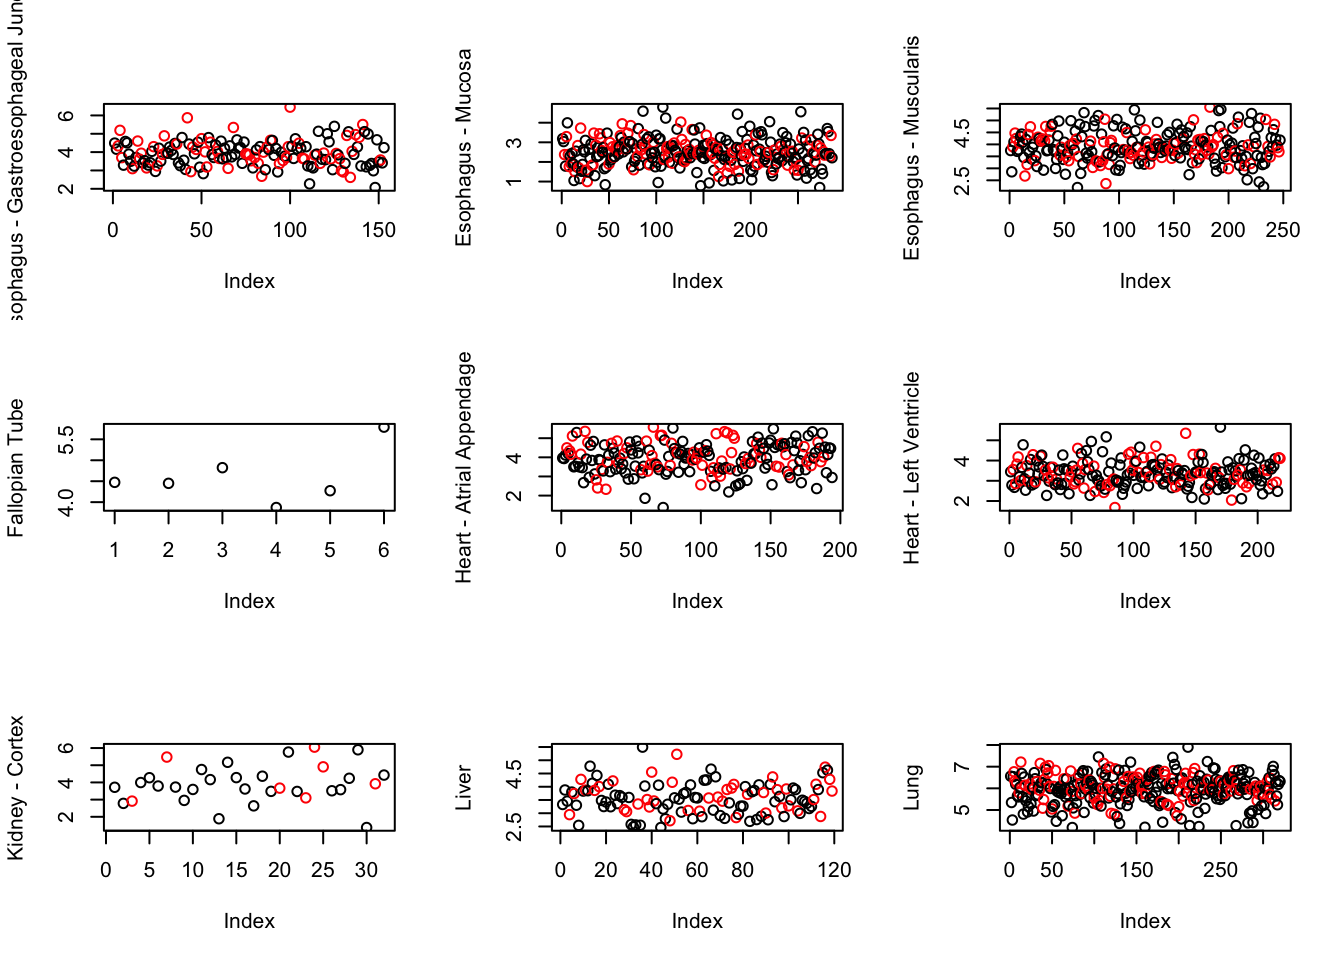 sophagus - Gastroesophageal Junc
6
4
2
0 50 100 150
Index
Esophagus - Mucosa
3
1
0 50 100 200
Index
Esophagus - Muscularis
4.5
2.5
0 50 100 150 200 250
Index
Fallopian Tube
5.5
4.0
1 2 3 4 5 6
Index
Heart - Atrial Appendage
4
2
0 50 100 150 200
Index
Heart - Left Ventricle
4
2
0 50 100 150 200
Index
Kidney - Cortex
6
4
2
0 5 10 15 20 25 30
Index
Liver
4.5
2.5
0 20 40 60 80 120
Index
Lung
7
5
0 50 150 250
Index